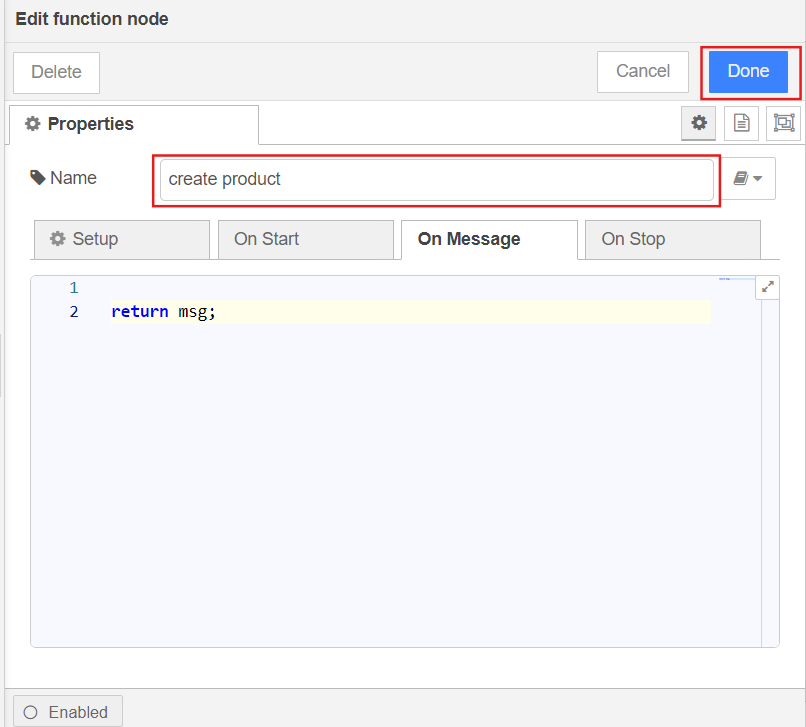 Edit function node
Delete Cancel Done
Properties
Name create product
Setup On Start On Message On Stop
1
2 return msg;
Enabled